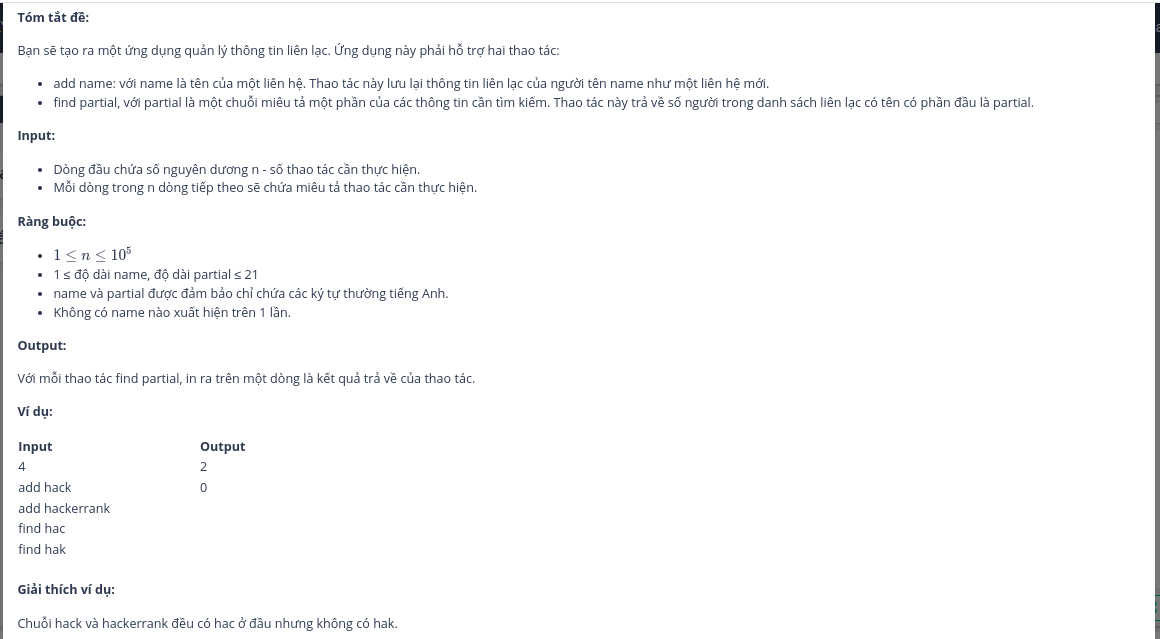 Tóm tắt đề:
Bạn sẽ tạo ra một ứng dụng quản lý thông tin liên lạc. Ứng dụng này phải hỗ trợ hai thao tác:
• add name: với name là tên của một liên hệ. Thao tác này lưu lại thông tin liên lạc của người tên name như một liên hệ mới.
• find partial, với partial là một chuỗi miêu tả một phần của các thông tin cần tìm kiếm. Thao tác này trả về số người trong danh sách liên lạc có tên có phần đầu là partial.
Input:
• Dòng đầu chứa số nguyên dương n - số thao tác cần thực hiện.
• Mỗi dòng trong n dòng tiếp theo sẽ chứa miêu tả thao tác cần thực hiện.
Ràng buộc:
• 1 ≤ n ≤ 10⁵
• 1 ≤ độ dài name, độ dài partial ≤ 21
• name và partial được đảm bảo chỉ chứa các ký tự thường tiếng Anh.
• Không có name nào xuất hiện trên 1 lần.
Output:
Với mỗi thao tác find partial, in ra trên một dòng là kết quả trả về của thao tác.
Ví dụ:
Input Output
4 2
add hack 0
add hackerrank
find hac
find hak
Giải thích ví dụ:
Chuỗi hack và hackerrank đều có hac ở đầu nhưng không có hak.